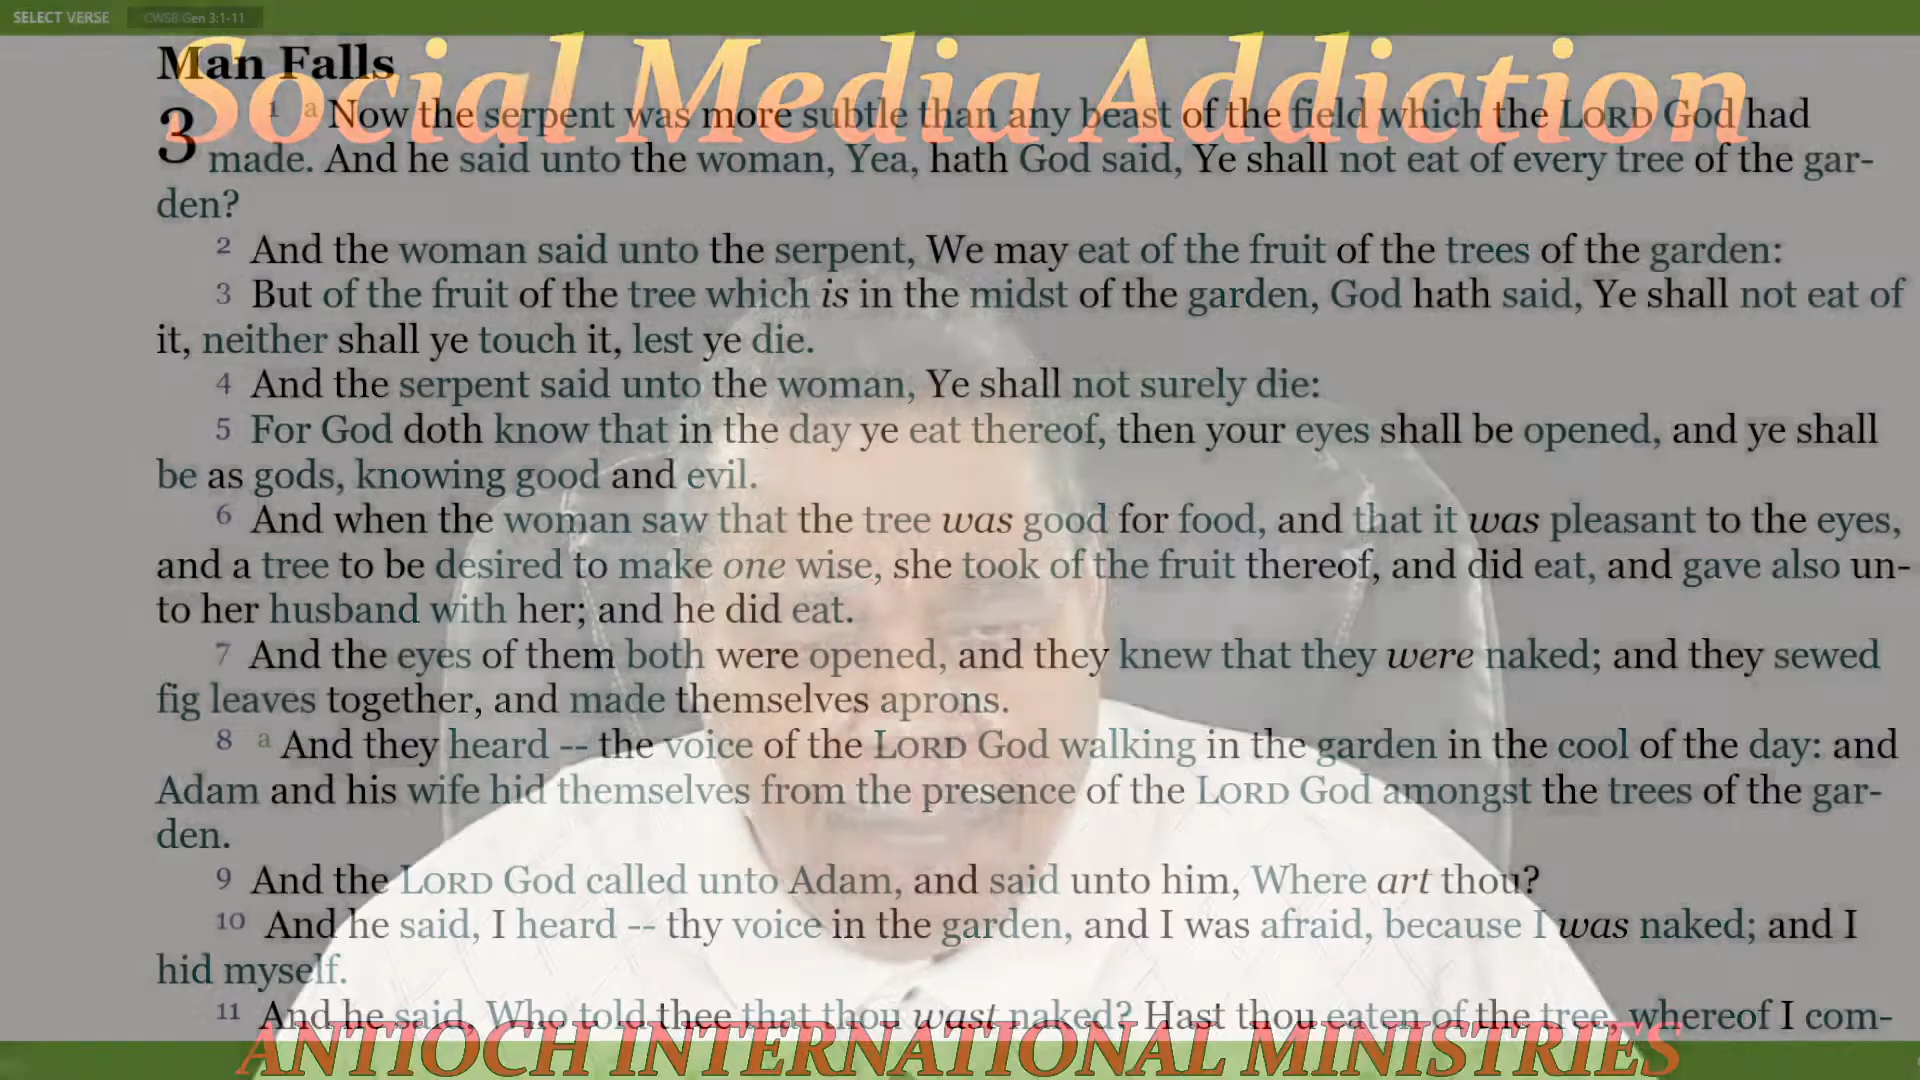 SELECT VERSE CWSB Gen 3:1-11
Social Media Addiction
Man Falls
3 1 a Now the serpent was more subtle than any beast of the field which the LORD God had
made. And he said unto the woman, Yea, hath God said, Ye shall not eat of every tree of the gar-
den?
2 And the woman said unto the serpent, We may eat of the fruit of the trees of the garden:
3 But of the fruit of the tree which is in the midst of the garden, God hath said, Ye shall not eat of
it, neither shall ye touch it, lest ye die.
4 And the serpent said unto the woman, Ye shall not surely die:
5 For God doth know that in the day ye eat thereof, then your eyes shall be opened, and ye shall
be as gods, knowing good and evil.
6 And when the woman saw that the tree was good for food, and that it was pleasant to the eyes,
and a tree to be desired to make one wise, she took of the fruit thereof, and did eat, and gave also un-
to her husband with her; and he did eat.
7 And the eyes of them both were opened, and they knew that they were naked; and they sewed
fig leaves together, and made themselves aprons.
8 a And they heard -- the voice of the LORD God walking in the garden in the cool of the day: and
Adam and his wife hid themselves from the presence of the LORD God amongst the trees of the gar-
den.
9 And the LORD God called unto Adam, and said unto him, Where art thou?
10 And he said, I heard -- thy voice in the garden, and I was afraid, because I was naked; and I
hid myself.
11 And he said, Who told thee that thou wast naked? Hast thou eaten of the tree, whereof I com-
ANTIOCH INTERNATIONAL MINISTRIES